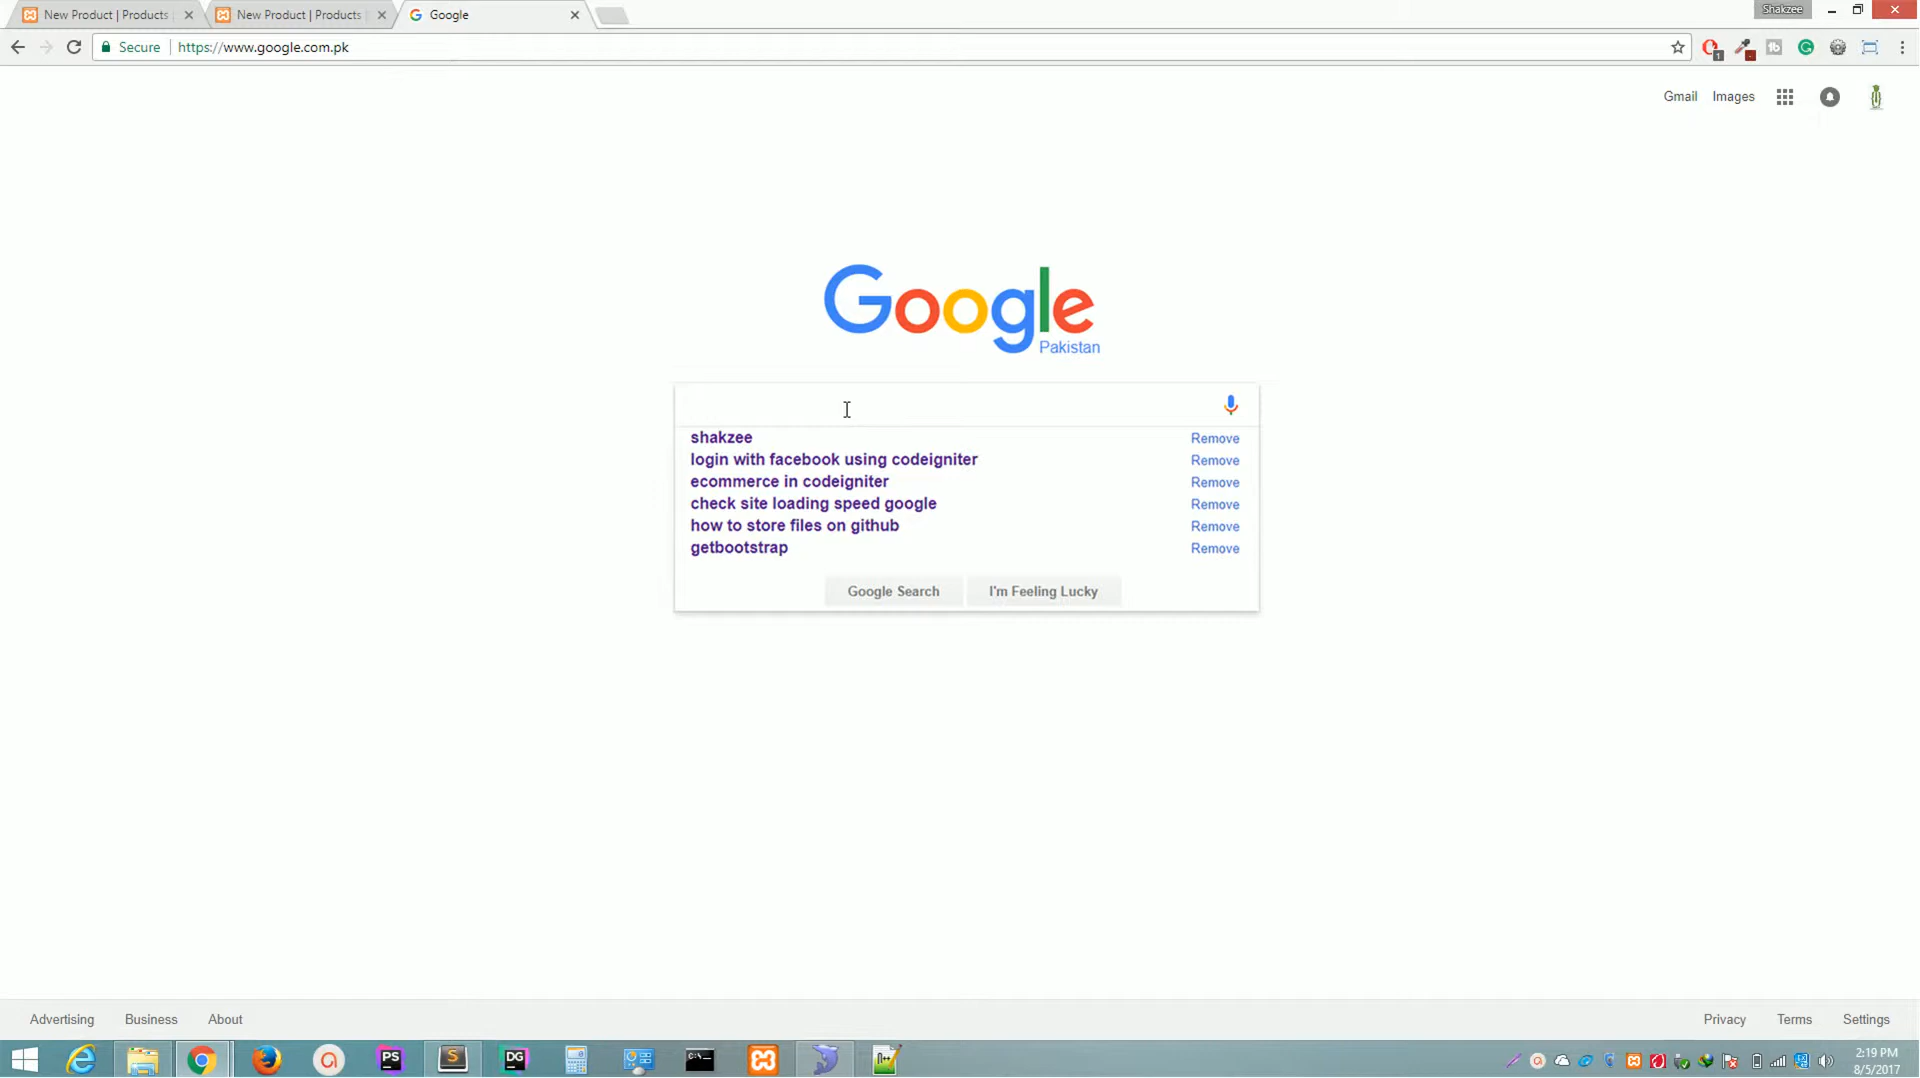 New Product | Products
New Product | Products
Google
Shakzee
Secure
https://www.google.com.pk
Gmail
Images
Google
Pakistan
shakzee
Remove
login with facebook using codeigniter
Remove
ecommerce in codeigniter
Remove
check site loading speed google
Remove
how to store files on github
Remove
getbootstrap
Remove
Google Search
I'm Feeling Lucky
Advertising
Business
About
Privacy
Terms
Settings
PS
S
DG
2:19 PM
8/5/2017